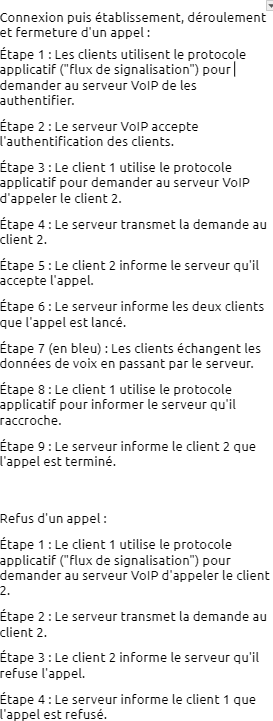 Connexion puis établissement, déroulement
et fermeture d'un appel :
Étape 1 : Les clients utilisent le protocole
applicatif ("flux de signalisation") pour
demander au serveur VoIP de les
authentifier.
Étape 2 : Le serveur VoIP accepte
l'authentification des clients.
Étape 3 : Le client 1 utilise le protocole
applicatif pour demander au serveur VoIP
d'appeler le client 2.
Étape 4 : Le serveur transmet la demande au
client 2.
Étape 5 : Le client 2 informe le serveur qu'il
accepte l'appel.
Étape 6 : Le serveur informe les deux clients
que l'appel est lancé.
Étape 7 (en bleu) : Les clients échangent les
données de voix en passant par le serveur.
Étape 8 : Le client 1 utilise le protocole
applicatif pour informer le serveur qu'il
raccroche.
Étape 9 : Le serveur informe le client 2 que
l'appel est terminé.
Refus d'un appel :
Étape 1 : Le client 1 utilise le protocole
applicatif ("flux de signalisation") pour
demander au serveur VoIP d'appeler le client
2.
Étape 2 : Le serveur transmet la demande au
client 2.
Étape 3 : Le client 2 informe le serveur qu'il
refuse l'appel.
Étape 4 : Le serveur informe le client 1 que
l'appel est refusé.